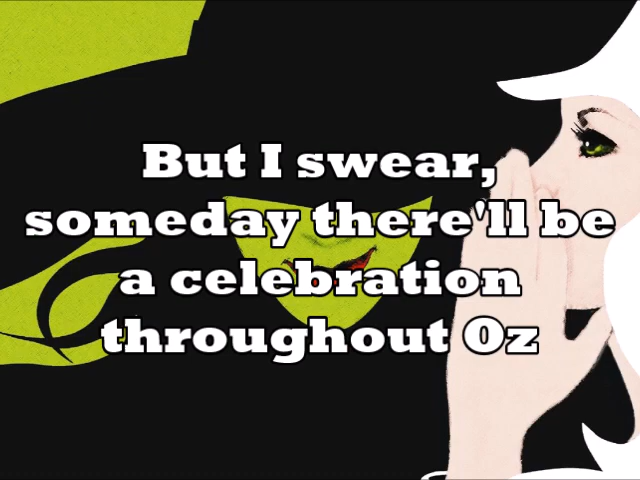 But I swear,
someday there'll be
a celebration
throughout Oz